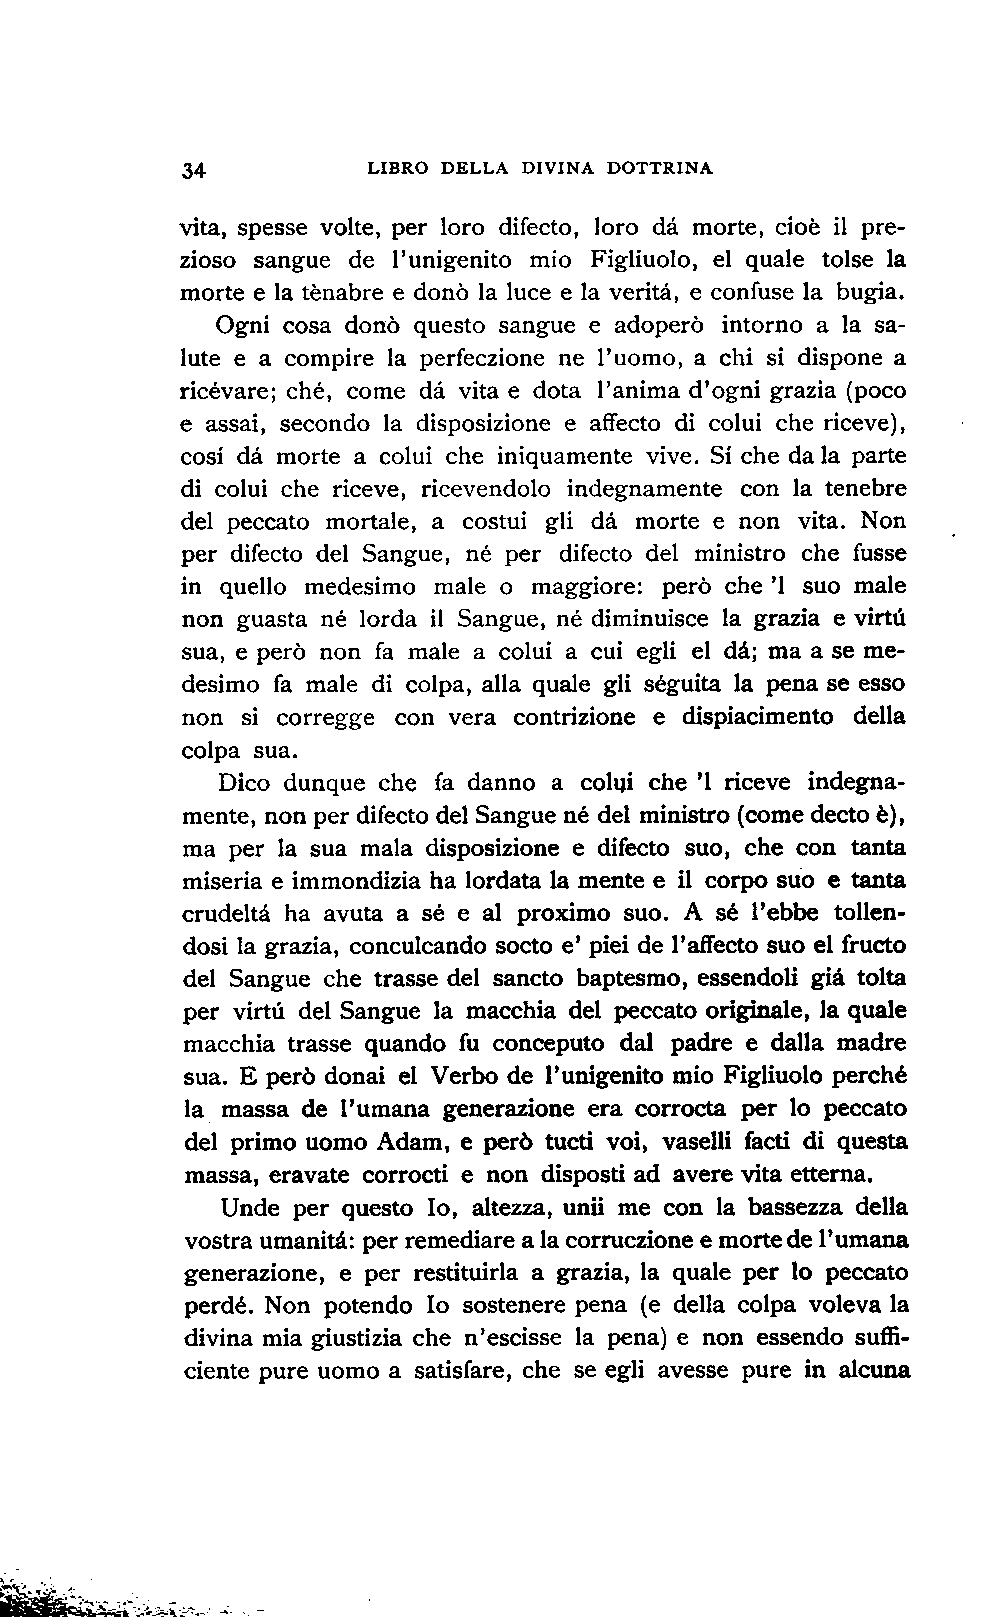 34 LIBRO DELLA DIVINA DOTTRINA
vita, spesse volte, per loro difecto, loro dá morte, cioè il pre-
zioso sangue de l'unigenito mio Figliuolo, el quale tolse la
morte e la tènabre e donò la luce e la veritá, e confuse la bugia.
Ogni cosa donò questo sangue e adoperò intorno a la sa-
lute e a compire la perfeczione ne l'uomo, a chi si dispone a
ricévare; ché, come dá vita e dota l'anima d'ogni grazia (poco
e assai, secondo la disposizione e affecto di colui che riceve),
cosí dá morte a colui che iniquamente vive. Sí che da la parte
di colui che riceve, ricevendolo indegnamente con la tenebre
del peccato mortale, a costui gli dá morte e non vita. Non
per difecto del Sangue, né per difecto del ministro che fusse
in quello medesimo male o maggiore: però che 'l suo male
non guasta né lorda il Sangue, né diminuisce la grazia e virtú
sua, e però non fa male a colui a cui egli el dá; ma a se me-
desimo fa male di colpa, alla quale gli séguita la pena se esso
non si corregge con vera contrizione e dispiacimento della
colpa sua.
Dico dunque che fa danno a colui che 'l riceve indegna-
mente, non per difecto del Sangue né del ministro (come decto è),
ma per la sua mala disposizione e difecto suo, che con tanta
miseria e immondizia ha lordata la mente e il corpo suo e tanta
crudeltá ha avuta a sé e al proximo suo. A sé l'ebbe tollen-
dosi la grazia, conculcando socto e' piei de l'affecto suo el fructo
del Sangue che trasse del sancto baptesmo, essendoli giá tolta
per virtú del Sangue la macchia del peccato originale, la quale
macchia trasse quando fu conceputo dal padre e dalla madre
sua. E però donai el Verbo de l'unigenito mio Figliuolo perché
la massa de l'umana generazione era corrocta per lo peccato
del primo uomo Adam, e però tucti voi, vaselli facti di questa
massa, eravate corrocti e non disposti ad avere vita etterna.
Unde per questo Io, altezza, unii me con la bassezza della
vostra umanitá: per remediare a la corruczione e morte de l'umana
generazione, e per restituirla a grazia, la quale per lo peccato
perdé. Non potendo Io sostenere pena (e della colpa voleva la
divina mia giustizia che n'escisse la pena) e non essendo suffi-
ciente pure uomo a satisfare, che se egli avesse pure in alcuna